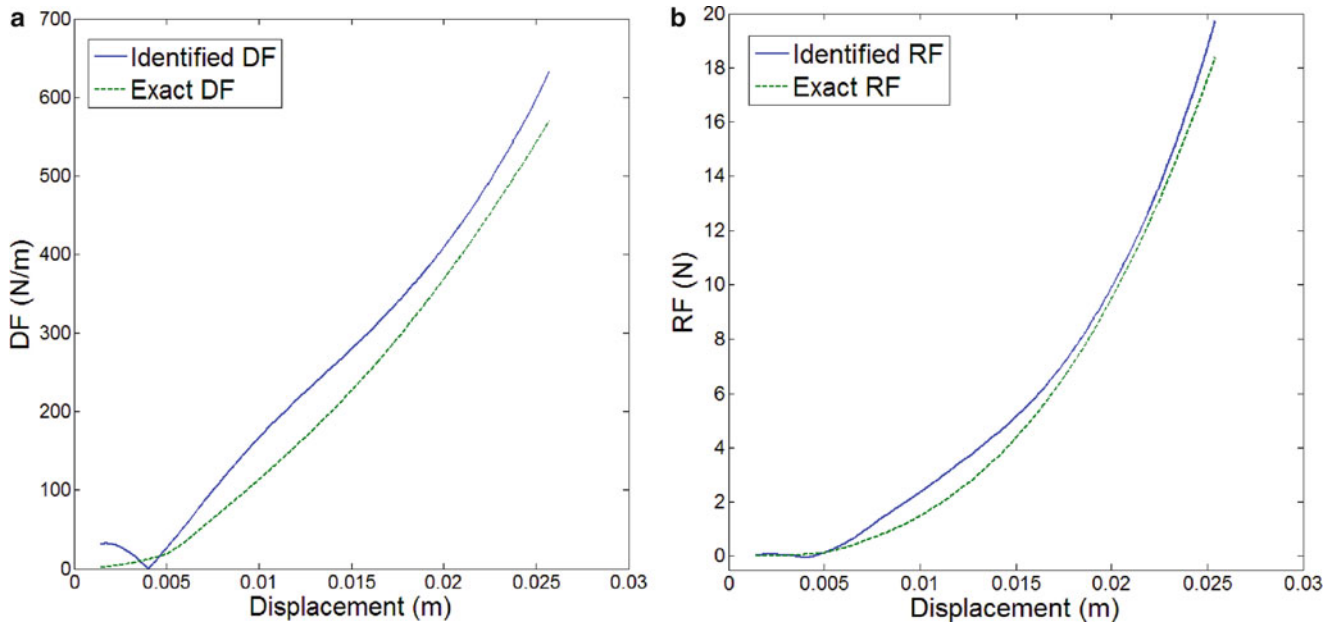 a
700
600
500
400
300
200
100
0
DF (N/m)
Identified DF
Exact DF
0 0.005 0.01 0.015 0.02 0.025 0.03
Displacement (m)
b
20
18
16
14
12
10
8
6
4
2
0
RF (N)
Identified RF
Exact RF
0 0.005 0.01 0.015 0.02 0.025 0.03
Displacement (m)